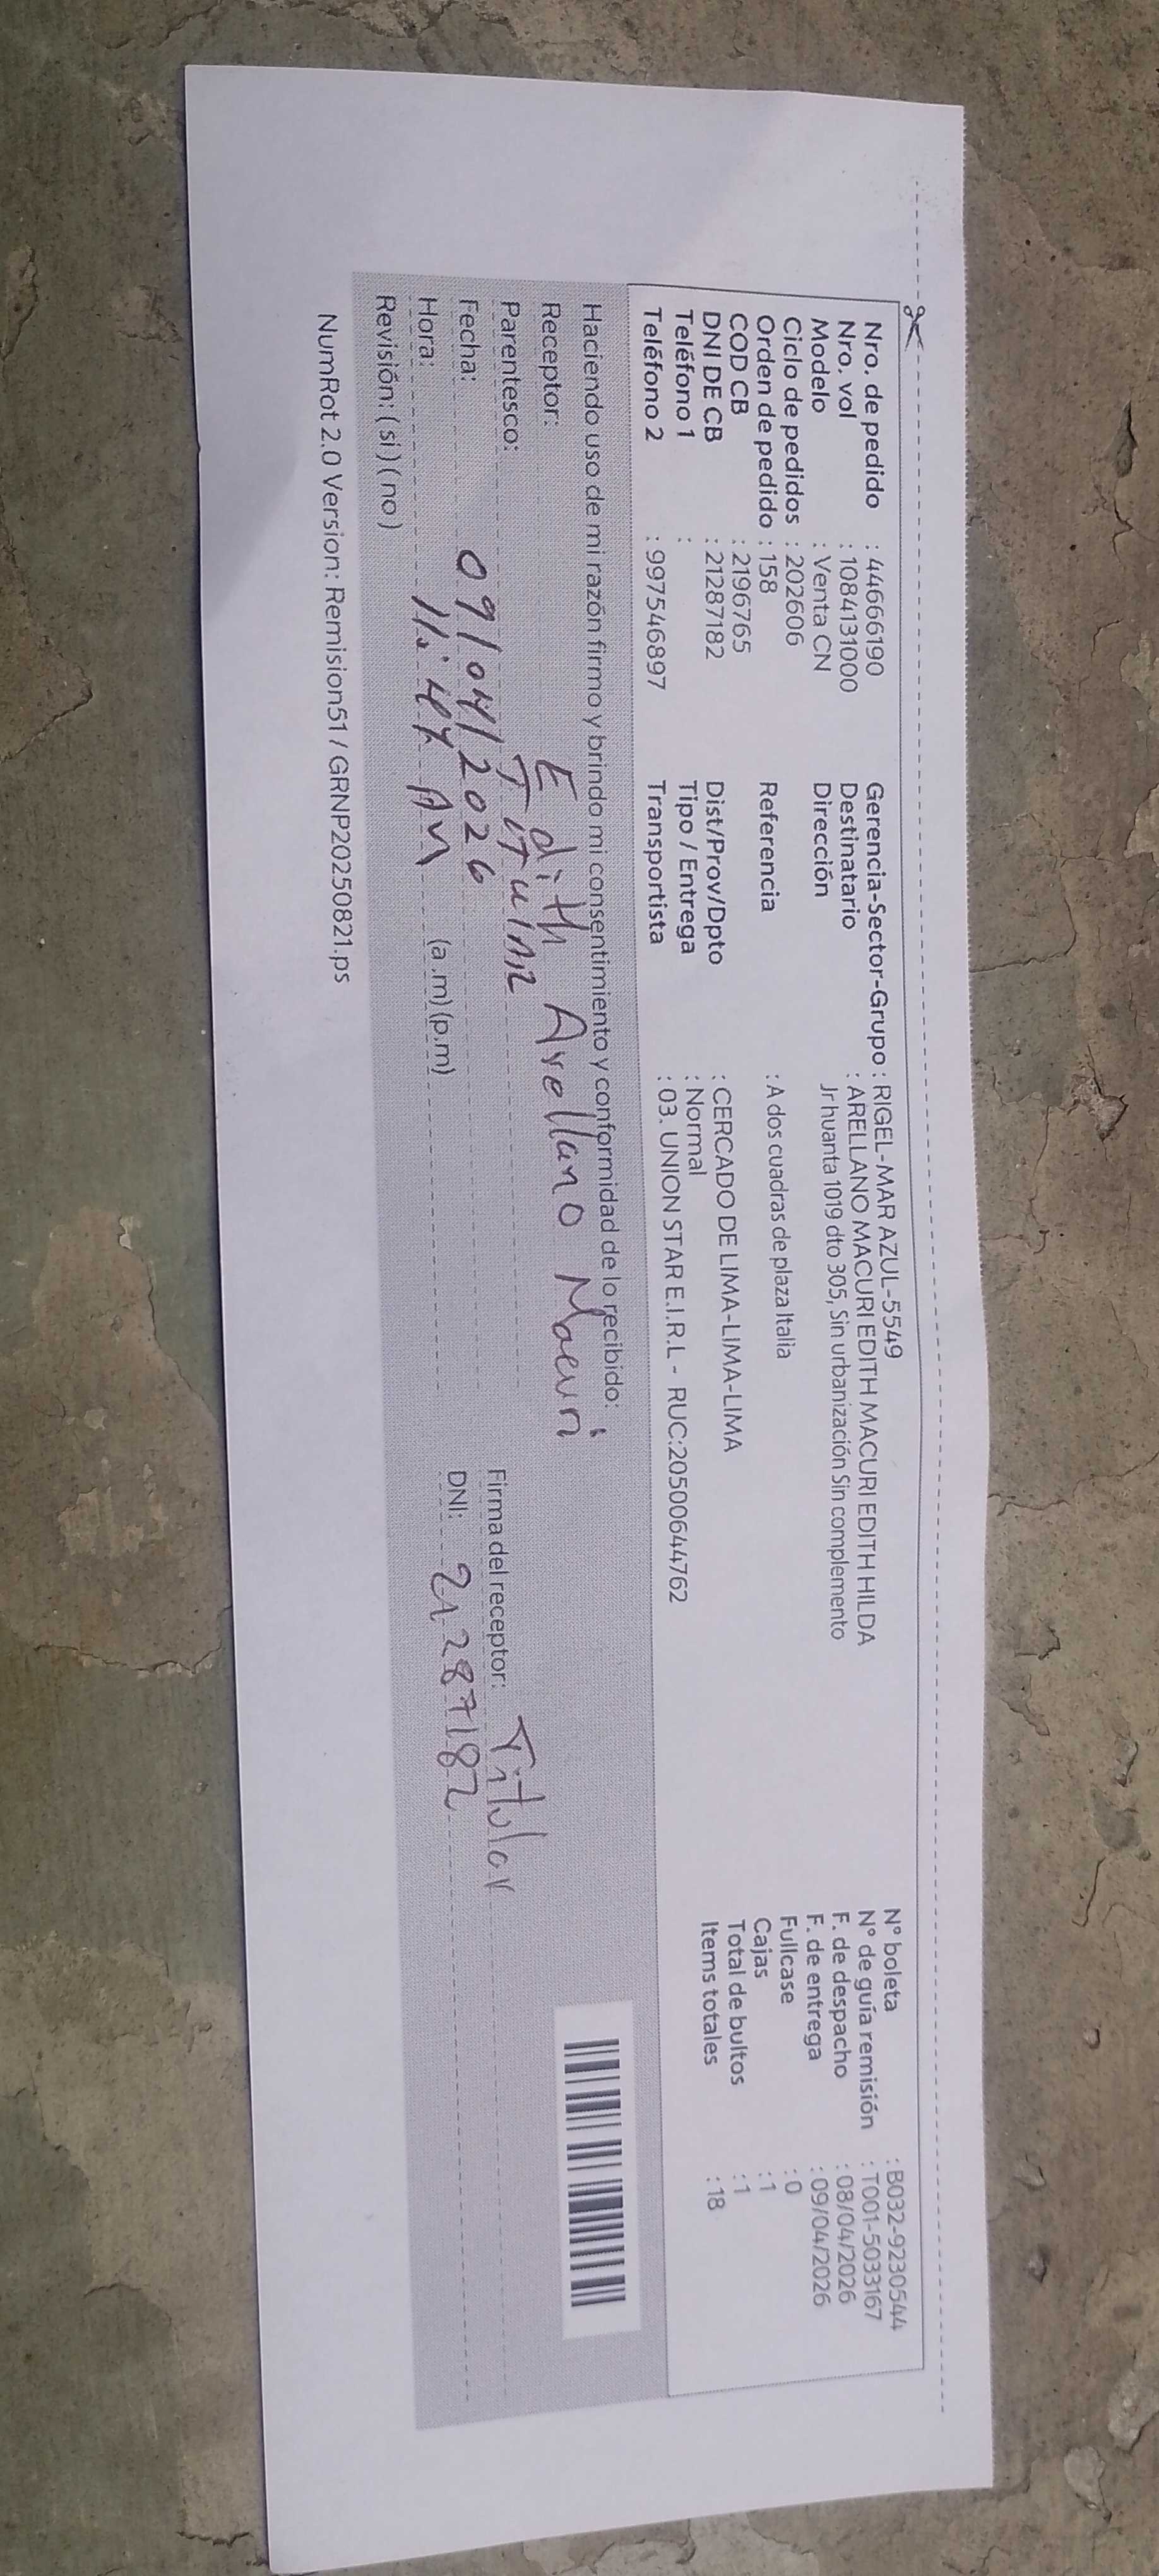 Nro. de pedido : 44666190
Nro. vol : 1084131000
Modelo : Venta CN
Ciclo de pedidos : 202606
Orden de pedido : 158
COD CB : 2196765
DNI DE CB : 21287182
Teléfono 1 :
Teléfono 2 : 997546897
Gerencia-Sector-Grupo : RIGEL-MAR AZUL-5549
Destinatario : ARELLANO MACURI EDITH MACURI EDITH HILDA
Dirección Jr huanta 1019 dto 305, Sin urbanización Sin complemento
Referencia : A dos cuadras de plaza Italia
Dist/Prov/Dpto : CERCADO DE LIMA-LIMA-LIMA
Tipo / Entrega : Normal
Transportista : 03. UNION STAR E.I.R.L - RUC:20500644762
N° boleta : B032-9230544
N° de guía remisión : T001-5033167
F. de despacho : 08/04/2026
F. de entrega : 09/04/2026
Fullcase : 0
Cajas : 1
Total de bultos : 1
Items totales : 18
Haciendo uso de mi razón firmo y brindo mi consentimiento y conformidad de lo recibido:
Receptor: Edith Arellano Macuri
Parentesco: Titular
Fecha: 09/04/2026
Hora: 11:47 AM (a.m) (p.m)
Revisión: ( si ) ( no )
Firma del receptor: Titular
DNI: 21287182
NumRot 2.0 Version: Remision51 / GRNP20250821.ps